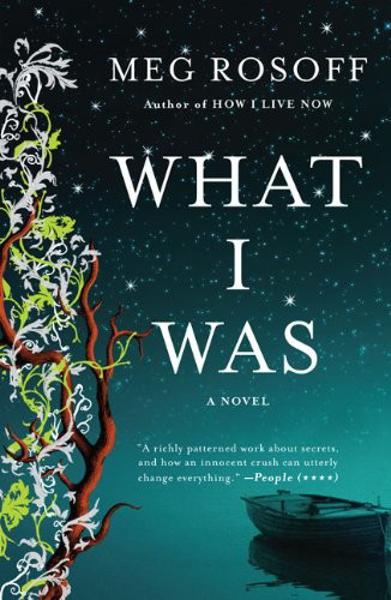 MEG ROSOFF
Author of HOW I LIVE NOW
WHAT
I
WAS
A NOVEL
"A richly patterned work about secrets,
and how an innocent crush can utterly
change everything." —People (****)